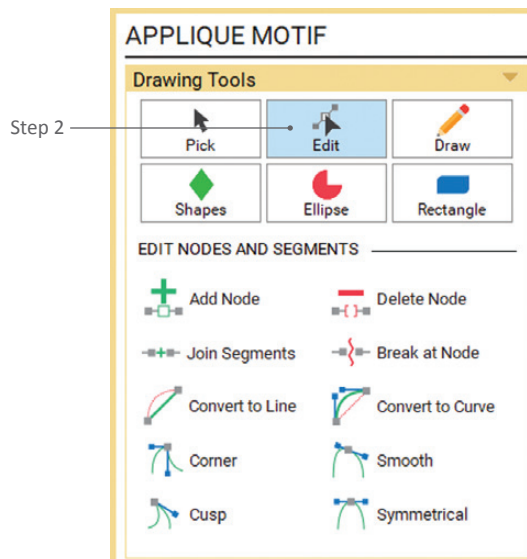 APPLIQUE MOTIF
Drawing Tools
Step 2
Pick Edit Draw
Shapes Ellipse Rectangle
EDIT NODES AND SEGMENTS
Add Node Delete Node
Join Segments Break at Node
Convert to Line Convert to Curve
Corner Smooth
Cusp Symmetrical